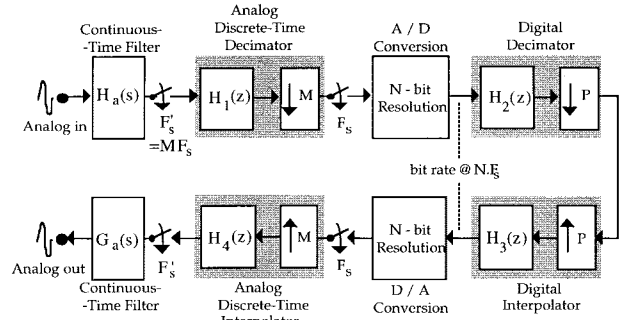 Continuous-
-Time Filter
Analog
Discrete-Time
Decimator
A / D
Conversion
Digital
Decimator
Analog in
Ha(s)
F's
=MFs
H1(z)
M
Fs
N - bit
Resolution
H2(z)
P
bit rate @ N.Fs
Analog out
Ga(s)
F's
H4(z)
M
Fs
N - bit
Resolution
H3(z)
P
Continuous-
-Time Filter
Analog
Discrete-Time
Interpolator
D / A
Conversion
Digital
Interpolator